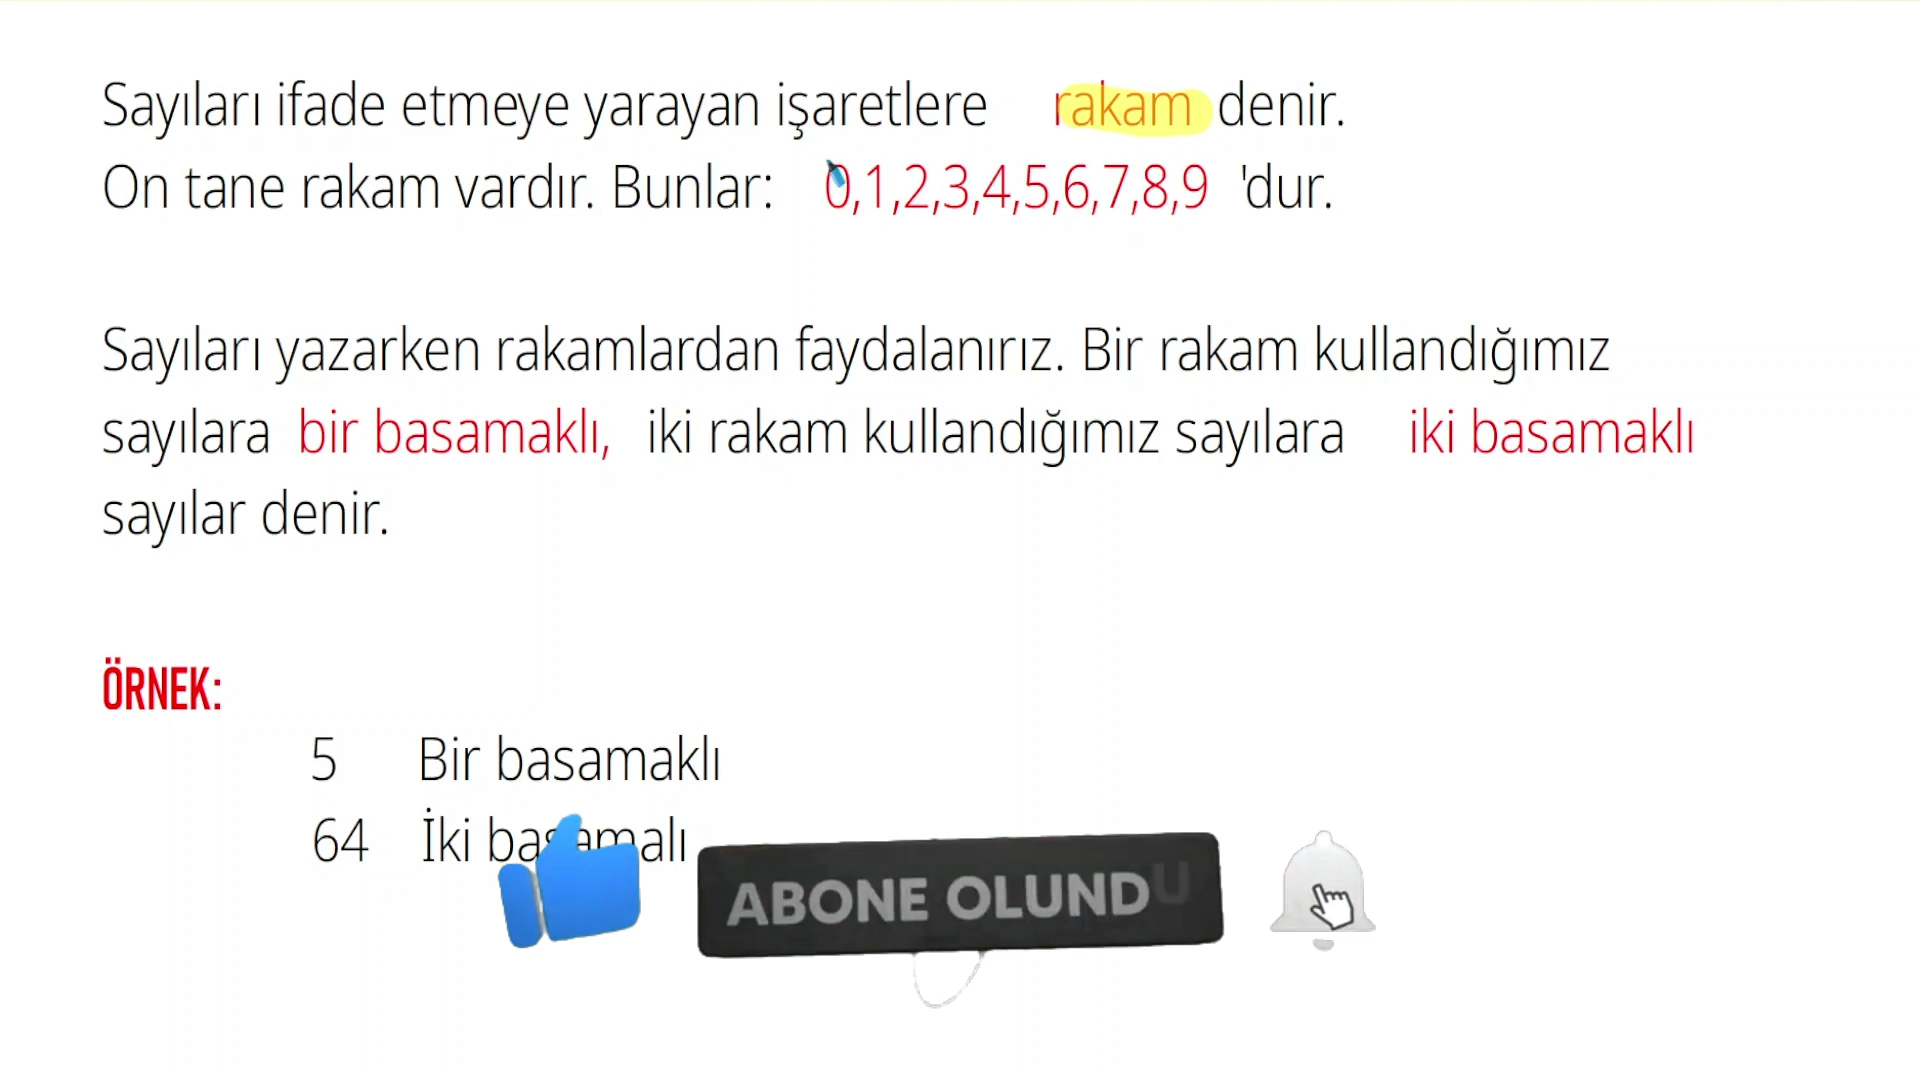 Sayıları ifade etmeye yarayan işaretlere rakam denir.
On tane rakam vardır. Bunlar: 0,1,2,3,4,5,6,7,8,9 'dur.
Sayıları yazarken rakamlardan faydalanırız. Bir rakam kullandığımız
sayılara bir basamaklı, iki rakam kullandığımız sayılara iki basamaklı
sayılar denir.
ÖRNEK:
5 Bir basamaklı
64 İki basamalı
ABONE OLUNDU